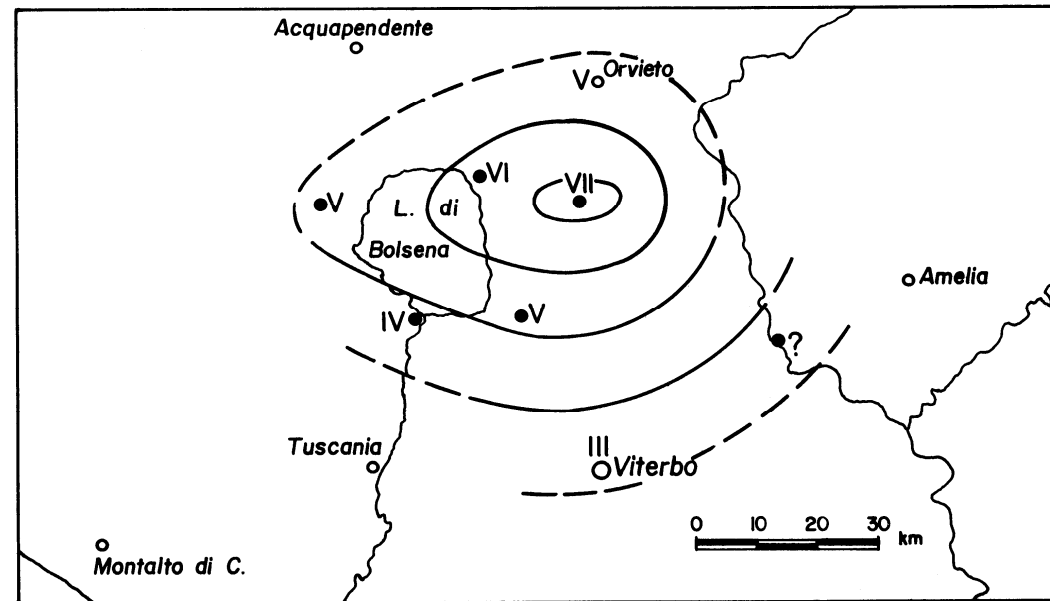 Acquapendente
V Orvieto
VI
VII
V
L. di
Bolsena
Amelia
IV
V
?
Tuscania
III
Viterbo
0 10 20 30
km
Montalto di C.